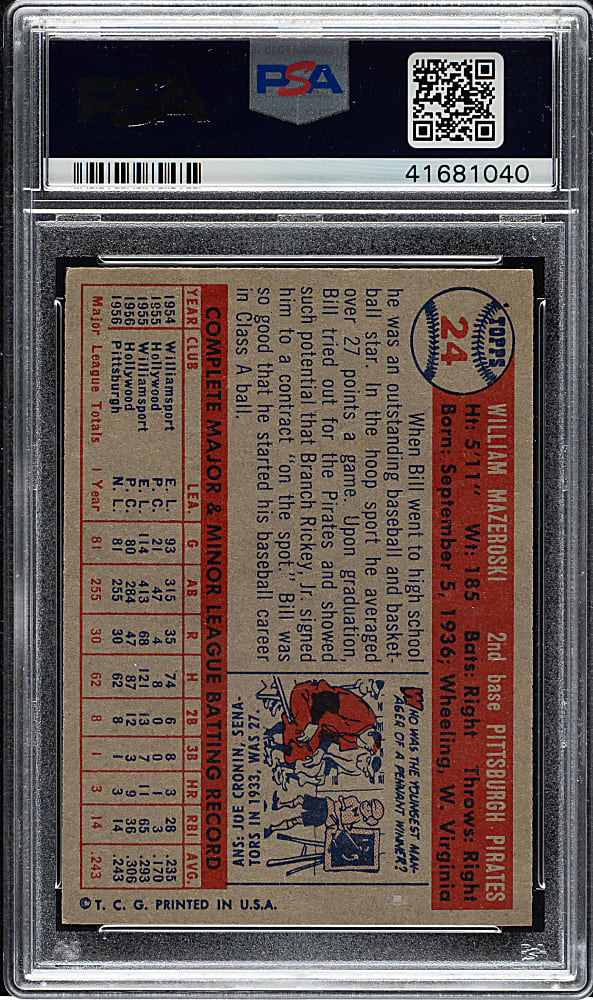 PSA
PSA
41681040
TOPPS
24
WILLIAM MAZEROSKI 2nd base PITTSBURGH PIRATES
Ht: 5'11" Wt: 185 Bats: Right Throws: Right
Born: September 5, 1936; Wheeling, W. Virginia
When Bill went to high school
he was an outstanding baseball and basket-
ball star. In the hoop sport he averaged
over 27 points a game. Upon graduation,
Bill tried out for the Pirates and showed
such potential that Branch Rickey, Jr. signed
him to a contract "on the spot." Bill was
so good that he started his baseball career
in Class A ball.
WHO WAS THE YOUNGEST MAN-
AGER OF A PENNANT WINNER?
ANS: JOE CRONIN, SENA-
TORS IN 1933, WAS 27.
COMPLETE MAJOR & MINOR LEAGUE BATTING RECORD
YEAR CLUB LEA. G AB R H 2B 3B HR RBI AVG.
1954 Williamsport E. L. 93 315 35 74 6 8 3 28 .235
1955 Hollywood P. C. 21 47 4 8 0 1 1 3 .170
1955 Williamsport E. L. 114 413 68 121 13 7 11 65 .293
1956 Hollywood P. C. 80 284 47 87 12 3 9 36 .306
1956 Pittsburgh N. L. 81 255 30 62 8 1 3 14 .243
Major League Totals 1 Year 81 255 30 62 8 1 3 14 .243
© T. C. G. PRINTED IN U.S.A.